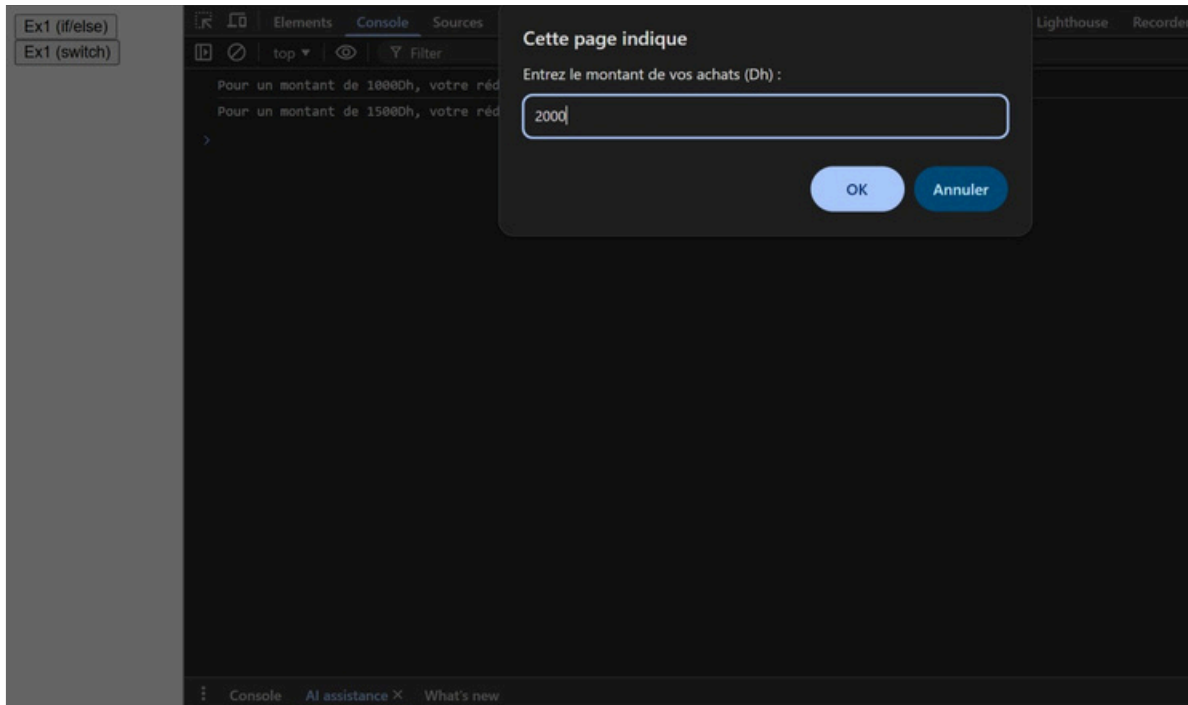 Ex1 (if/else)
Ex1 (switch)
Elements Console Sources Lighthouse Recorder
top Filter
Pour un montant de 1000Dh, votre réd
Pour un montant de 1500Dh, votre réd
Cette page indique
Entrez le montant de vos achats (Dh) :
2000
OK Annuler
Console AI assistance What's new